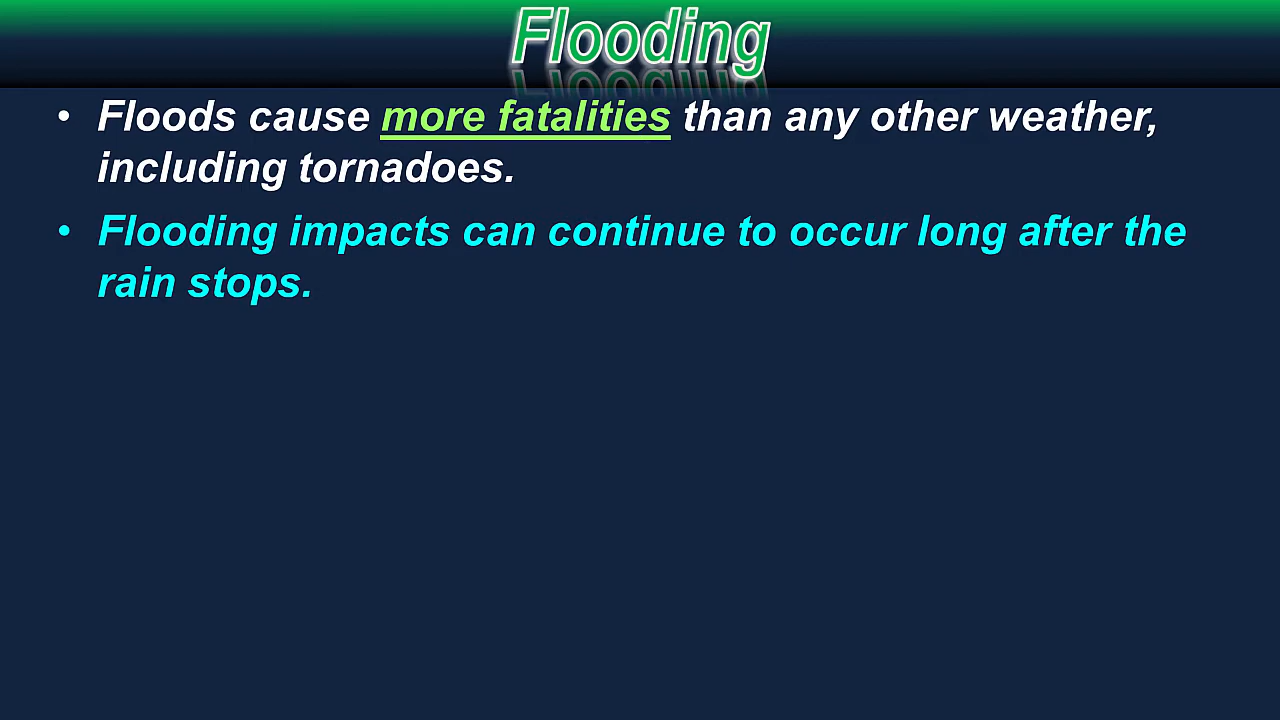 Flooding
• Floods cause more fatalities than any other weather,
including tornadoes.
• Flooding impacts can continue to occur long after the
rain stops.